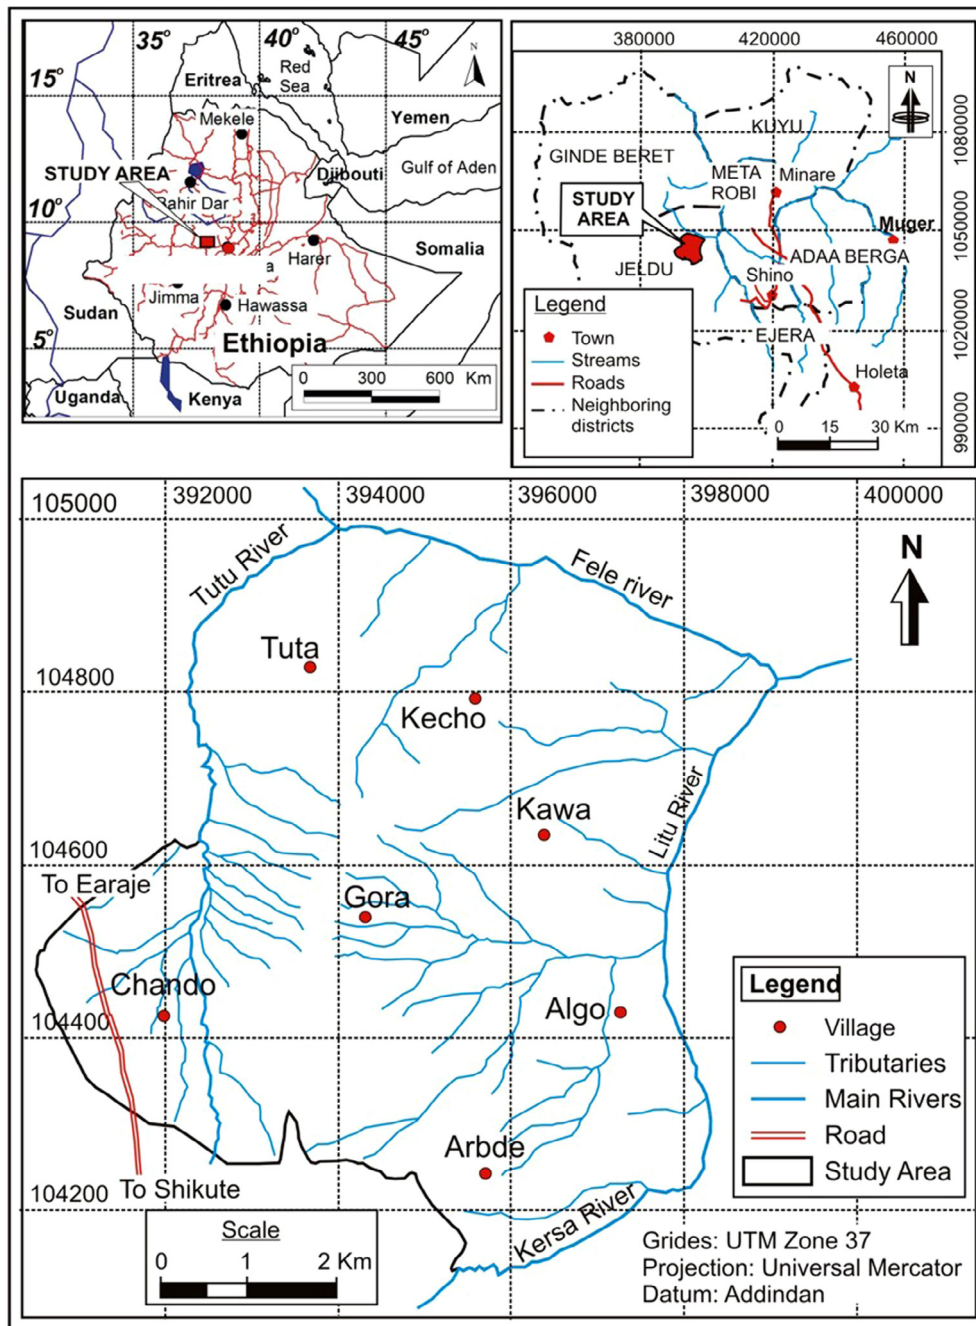 35°
40°
45°
N
15°
Eritrea
Red
Sea
Mekele
Yemen
STUDY AREA
Gulf of Aden
Djibouti
10°
Bahir Dar
Somalia
Harer
a
Sudan
Jimma
Hawassa
5°
Ethiopia
0 300 600 Km
Uganda
Kenya
380000
420000
460000
N
1080000
KUYU
GINDE BERET
META
ROBI
Minare
STUDY
AREA
1050000
Muger
JELDU
ADAA BERGA
Shino
Legend
Town
Streams
Roads
Neighboring
districts
EJERA
1020000
Holeta
0 15 30 Km
990000
105000
392000
394000
396000
398000
400000
Tutu River
Fele river
N
Tuta
104800
Kecho
Kawa
Litu River
104600
To Earaje
Gora
Chando
Algo
104400
Legend
Village
Tributaries
Main Rivers
Road
Study Area
Arbde
To Shikute
104200
Kersa River
Scale
0 1 2 Km
Grides: UTM Zone 37
Projection: Universal Mercator
Datum: Addindan